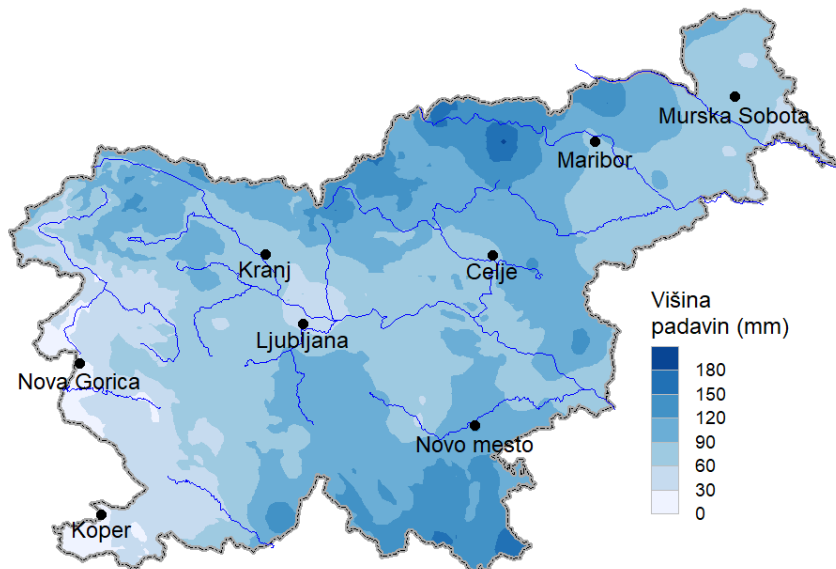 Murska Sobota
Maribor
Kranj
Celje
Ljubljana
Nova Gorica
Novo mesto
Koper
Višina
padavin (mm)
180
150
120
90
60
30
0